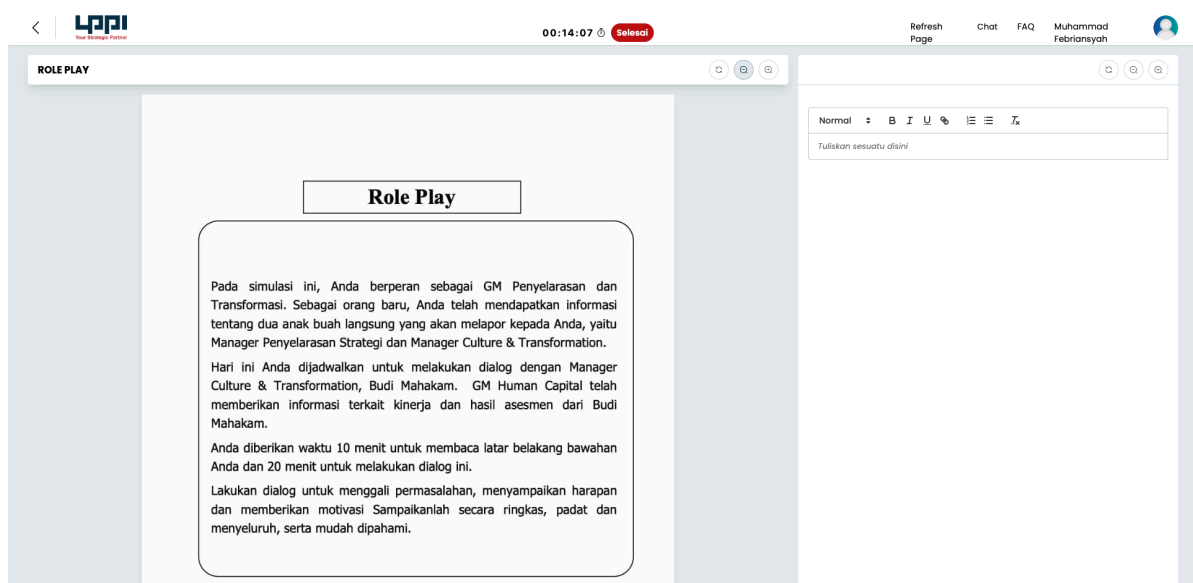 LPPI
Your Strategic Partner
00:14:07
Selesai
Refresh
Page
Chat
FAQ
Muhammad
Febriansyah
ROLE PLAY
Normal
B I U
Tuliskan sesuatu disini
Role Play
Pada simulasi ini, Anda berperan sebagai GM Penyelarasan dan
Transformasi. Sebagai orang baru, Anda telah mendapatkan informasi
tentang dua anak buah langsung yang akan melapor kepada Anda, yaitu
Manager Penyelarasan Strategi dan Manager Culture & Transformation.
Hari ini Anda dijadwalkan untuk melakukan dialog dengan Manager
Culture & Transformation, Budi Mahakam. GM Human Capital telah
memberikan informasi terkait kinerja dan hasil asesmen dari Budi
Mahakam.
Anda diberikan waktu 10 menit untuk membaca latar belakang bawahan
Anda dan 20 menit untuk melakukan dialog ini.
Lakukan dialog untuk menggali permasalahan, menyampaikan harapan
dan memberikan motivasi Sampaikanlah secara ringkas, padat dan
menyeluruh, serta mudah dipahami.